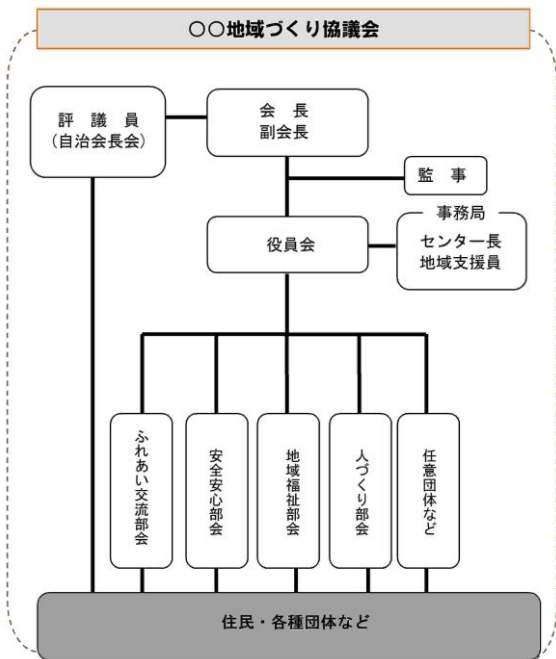 〇〇地域づくり協議会
評　議　員
(自治会長会)
会　長
副会長
監　事
事務局
センター長
地域支援員
役員会
ふれあい交流部会
安全安心部会
地域福祉部会
人づくり部会
任意団体など
住民・各種団体など